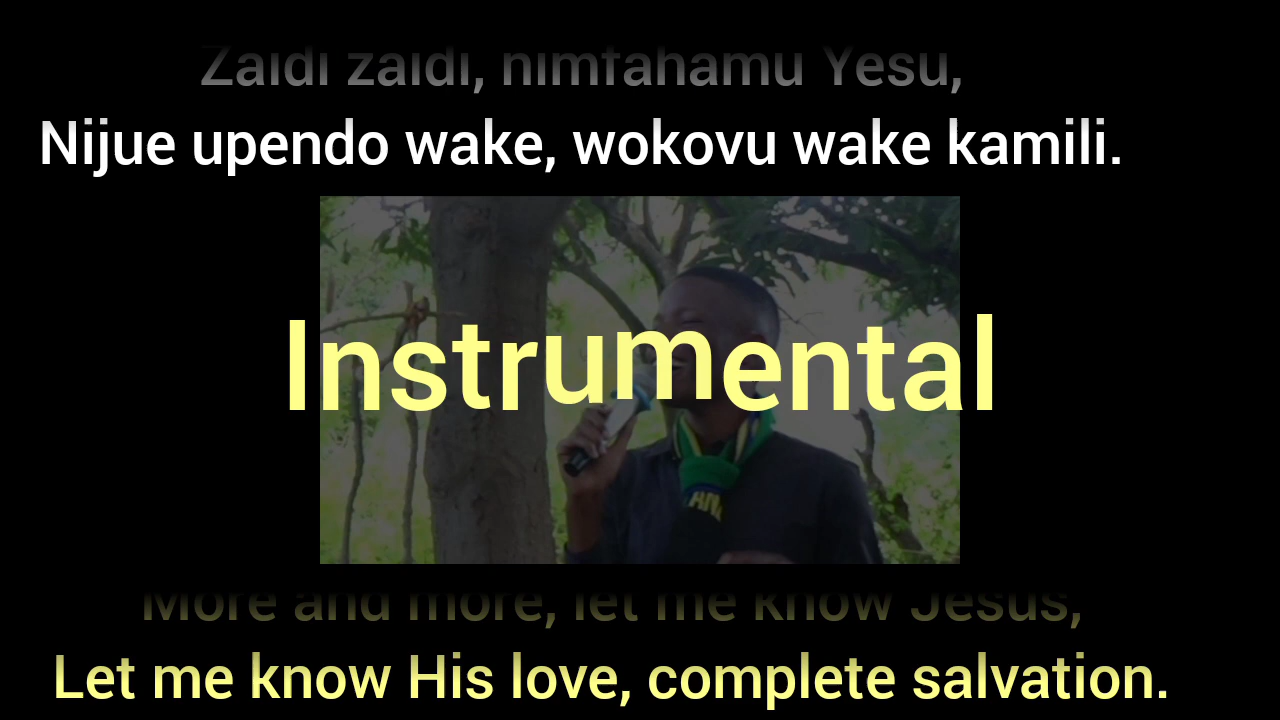 Zaidi zaidi, nimfahamu Yesu,
Nijue upendo wake, wokovu wake kamili.
Instrumental
More and more, let me know Jesus,
Let me know His love, complete salvation.